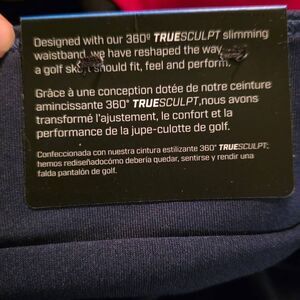 Designed with our 360º TRUESCULPT slimming
waistband, we have reshaped the way
a golf skort should fit, feel and perform.
Grâce à une conception dotée de notre ceinture
amincissante 360° TRUESCULPT,nous avons
transformé l'ajustement, le confort et la
performance de la jupe-culotte de golf.
Confeccionada con nuestra cintura estilizante 360° TRUESCULPT;
hemos rediseñadocómo debería quedar, sentirse y rendir una
falda pantalón de golf.